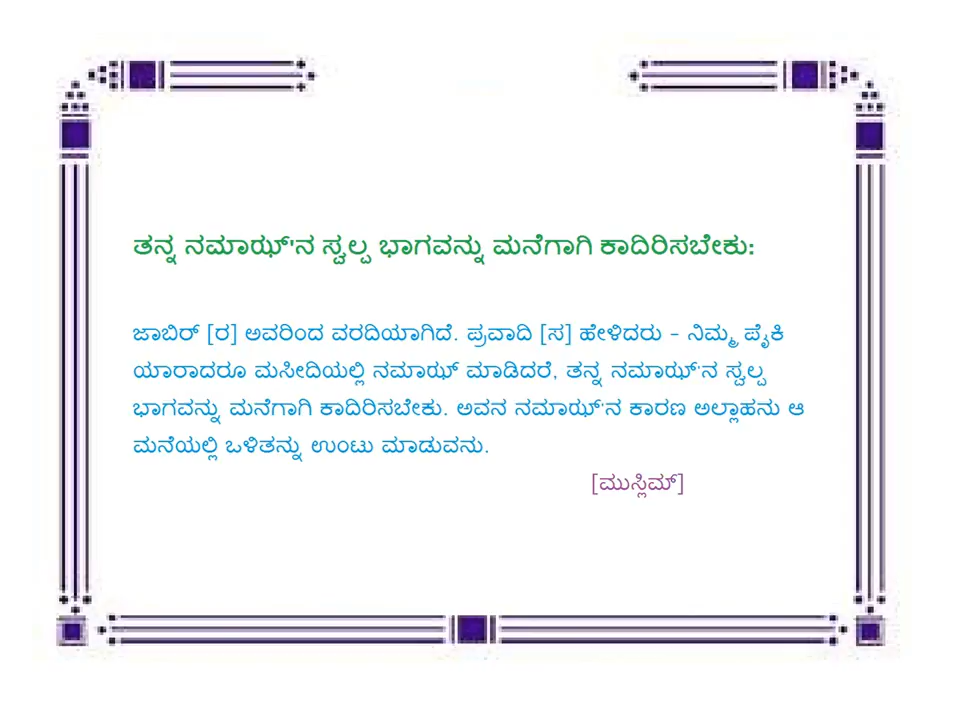 ತನ್ನ ನಮಾಝ್'ನ ಸ್ವಲ್ಪ ಭಾಗವನ್ನು ಮನೆಗಾಗಿ ಕಾದಿರಿಸಬೇಕು:
ಜಾಬಿರ್ [ರ] ಅವರಿಂದ ವರದಿಯಾಗಿದೆ. ಪ್ರವಾದಿ [ಸ] ಹೇಳಿದರು – ನಿಮ್ಮ ಪೈಕಿ
ಯಾರಾದರೂ ಮಸೀದಿಯಲ್ಲಿ ನಮಾಝ್ ಮಾಡಿದರೆ, ತನ್ನ ನಮಾಝ್'ನ ಸ್ವಲ್ಪ
ಭಾಗವನ್ನು ಮನೆಗಾಗಿ ಕಾದಿರಿಸಬೇಕು. ಅವನ ನಮಾಝ್'ನ ಕಾರಣ ಅಲ್ಲಾಹನು ಆ
ಮನೆಯಲ್ಲಿ ಒಳಿತನ್ನು ಉಂಟು ಮಾಡುವನು.
[ಮುಸ್ಲಿಮ್]